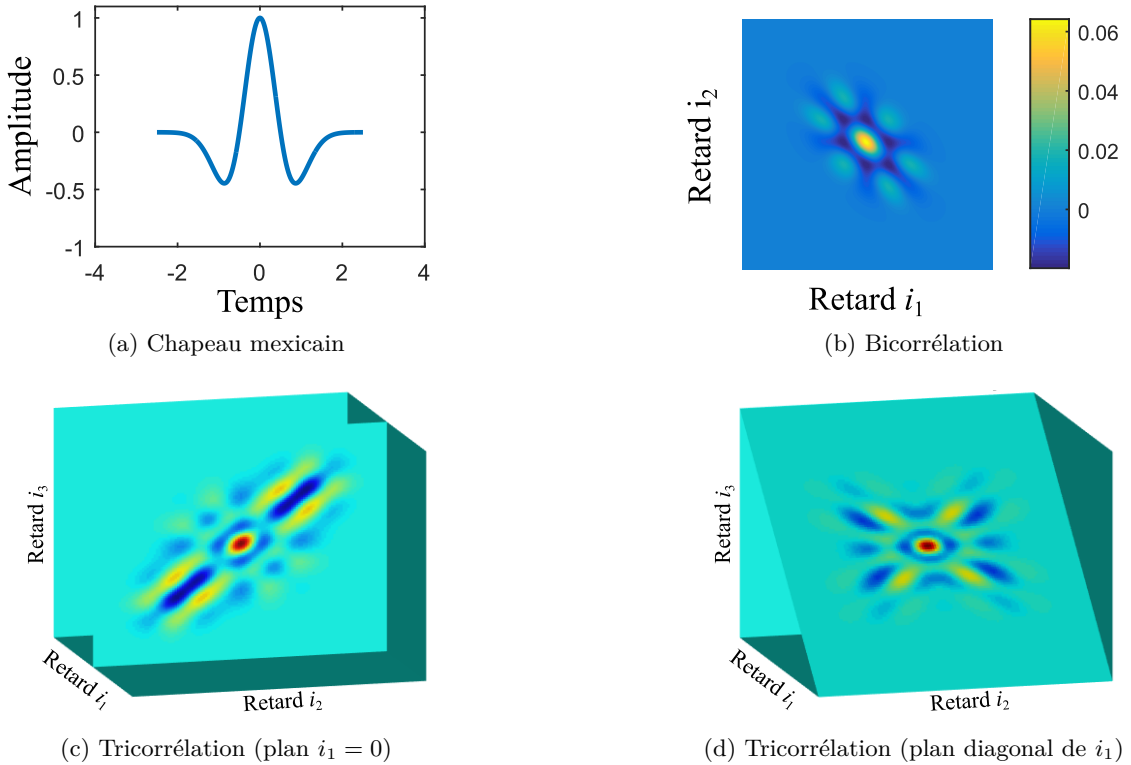 1
0.5
0
-0.5
-1
-4
-2
0
2
4
Amplitude
Temps
(a) Chapeau mexicain
Retard i₂
Retard i₁
0.06
0.04
0.02
0
(b) Bicorrélation
Retard i₃
Retard i₁
Retard i₂
(c) Tricorrélation (plan i₁ = 0)
Retard i₃
Retard i₁
Retard i₂
(d) Tricorrélation (plan diagonal de i₁)